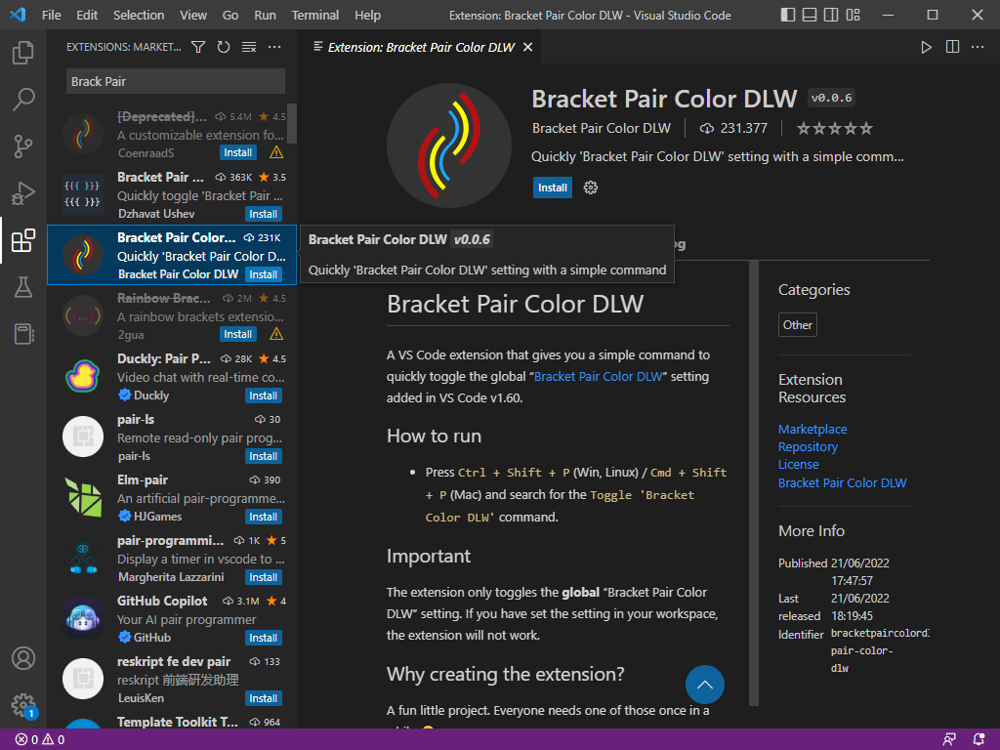 File Edit Selection View Go Run Terminal Help
Extension: Bracket Pair Color DLW - Visual Studio Code
EXTENSIONS: MARKET...
Brack Pair
[Deprecated]... 5.4M ★ 4.5
A customizable extension fo...
CoenraadS Install
Bracket Pair ... 363K ★ 3.5
Quickly toggle 'Bracket Pair ...
Dzhavat Ushev Install
Bracket Pair Color... 231K
Quickly 'Bracket Pair Color D...
Bracket Pair Color DLW Install
Rainbow Brac... 2M ★ 4.5
A rainbow brackets extensio...
2gua Install
Duckly: Pair P... 28K ★ 4.5
Video chat with real-time co...
Duckly Install
pair-ls 30
Remote read-only pair prog...
pair-ls Install
Elm-pair 390
An artificial pair-programme...
HJGames Install
pair-programmi... 1K ★ 5
Display a timer in vscode to ...
Margherita Lazzarini Install
GitHub Copilot 3.1M ★ 4
Your AI pair programmer
GitHub Install
reskript fe dev pair 133
reskript 前端研发助理
LeuisKen Install
Template Toolkit T... 964
1
Extension: Bracket Pair Color DLW
Bracket Pair Color DLW v0.0.6
Bracket Pair Color DLW 231.377
Quickly 'Bracket Pair Color DLW' setting with a simple comm...
Install
Bracket Pair Color DLW v0.0.6
Quickly 'Bracket Pair Color DLW' setting with a simple command
Bracket Pair Color DLW
A VS Code extension that gives you a simple command to
quickly toggle the global “Bracket Pair Color DLW” setting
added in VS Code v1.60.
How to run
• Press Ctrl + Shift + P (Win, Linux) / Cmd + Shift
+ P (Mac) and search for the Toggle 'Bracket
Color DLW' command.
Important
The extension only toggles the global “Bracket Pair Color
DLW” setting. If you have set the setting in your workspace,
the extension will not work.
Why creating the extension?
A fun little project. Everyone needs one of those once in a
Categories
Other
Extension
Resources
Marketplace
Repository
License
Bracket Pair Color DLW
More Info
Published 21/06/2022
17:47:57
Last 21/06/2022
released 18:19:45
Identifier bracketpaircolord
pair-color-
dlw
0 0